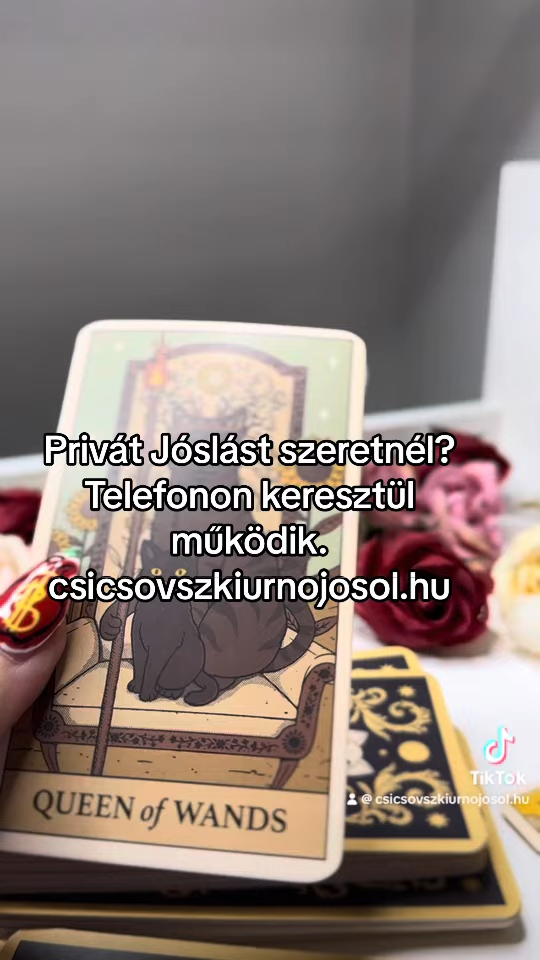 Privát Jóslást szeretnél?
Telefonon keresztül
működik.
csicsovszkiurnojosol.hu
QUEEN of WANDS
TikTok
@csicsovszkiurnojosol.hu